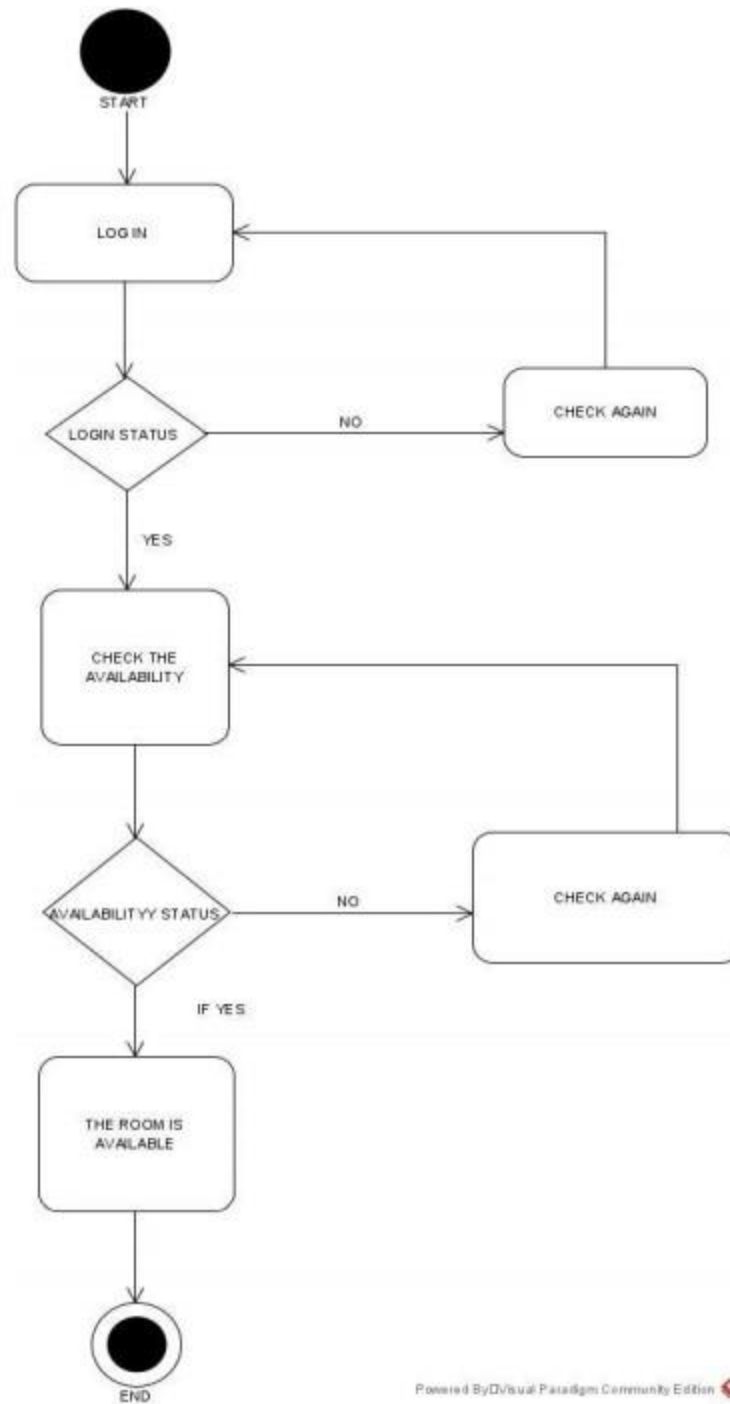 START
LOG IN
LOGIN STATUS
NO
CHECK AGAIN
YES
CHECK THE
AVAILABILITY
AVAILABILITYY STATUS
NO
CHECK AGAIN
IF YES
THE ROOM IS
AVAILABLE
END
Powered By□Visual Paradigm Community Edition